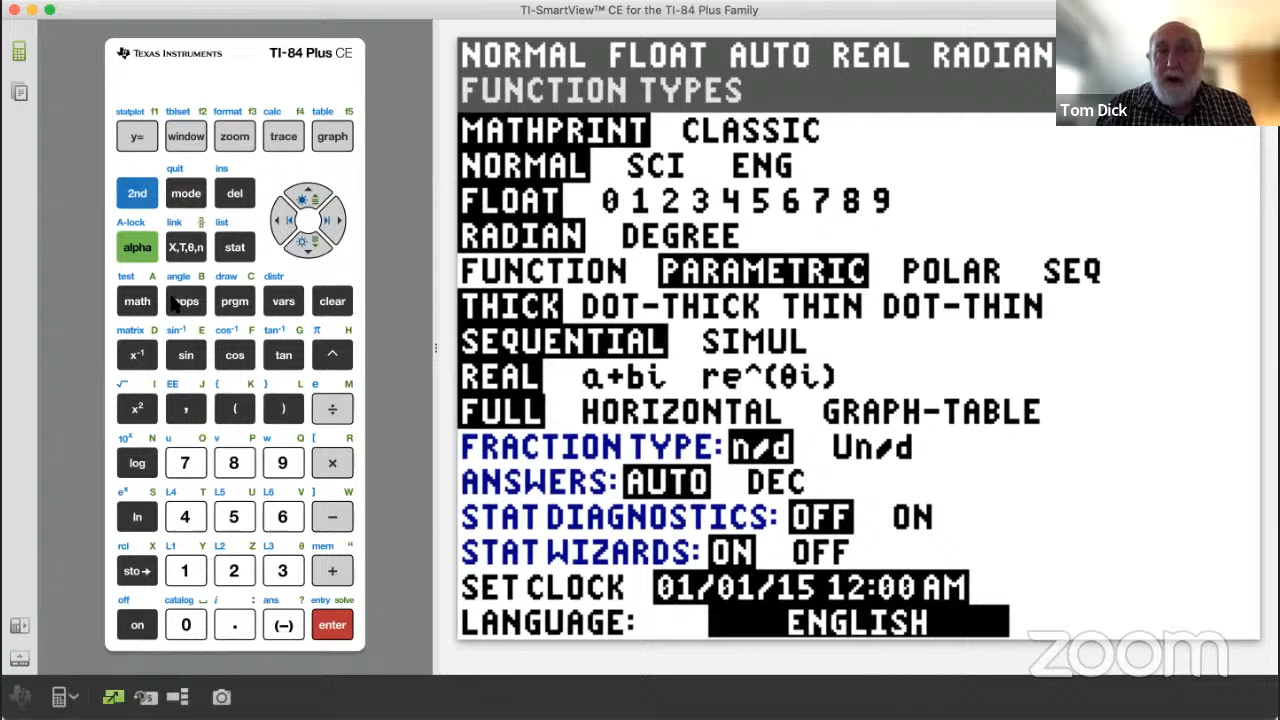 TI-SmartView™ CE for the TI-84 Plus Family
TEXAS INSTRUMENTS TI-84 Plus CE
statplot f1 tblset f2 format f3 calc f4 table f5
y= window zoom trace graph
quit ins
2nd mode del
A-lock link list
alpha X,T,θ,n stat
test A angle B draw C distr
math apps prgm vars clear
matrix D sin⁻¹ E cos⁻¹ F tan⁻¹ G π H
x⁻¹ sin cos tan ^
√ I EE J { K } L e M
x² , ( ) ÷
10ˣ N u O v P w Q [ R
log 7 8 9 ×
eˣ S L4 T L5 U L6 V ] W
ln 4 5 6 −
rcl X L1 Y L2 Z L3 θ mem "
sto→ 1 2 3 +
off catalog i : ans ? entry solve
on 0 . (−) enter
NORMAL FLOAT AUTO REAL RADIAN
FUNCTION TYPES
MATHPRINT CLASSIC
NORMAL SCI ENG
FLOAT 0 1 2 3 4 5 6 7 8 9
RADIAN DEGREE
FUNCTION PARAMETRIC POLAR SEQ
THICK DOT-THICK THIN DOT-THIN
SEQUENTIAL SIMUL
REAL a+bi re^(θi)
FULL HORIZONTAL GRAPH-TABLE
FRACTION TYPE: n/d Un/d
ANSWERS: AUTO DEC
STAT DIAGNOSTICS: OFF ON
STAT WIZARDS: ON OFF
SET CLOCK 01/01/15 12:00 AM
LANGUAGE: ENGLISH
Tom Dick
zoom